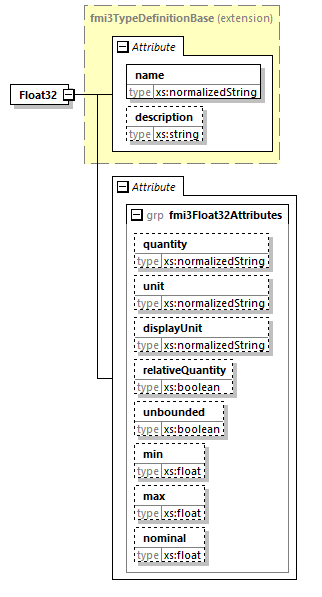 fmi3TypeDefinitionBase (extension)
Attribute
Float32
name
type xs:normalizedString
description
type xs:string
Attribute
grp fmi3Float32Attributes
quantity
type xs:normalizedString
unit
type xs:normalizedString
displayUnit
type xs:normalizedString
relativeQuantity
type xs:boolean
unbounded
type xs:boolean
min
type xs:float
max
type xs:float
nominal
type xs:float